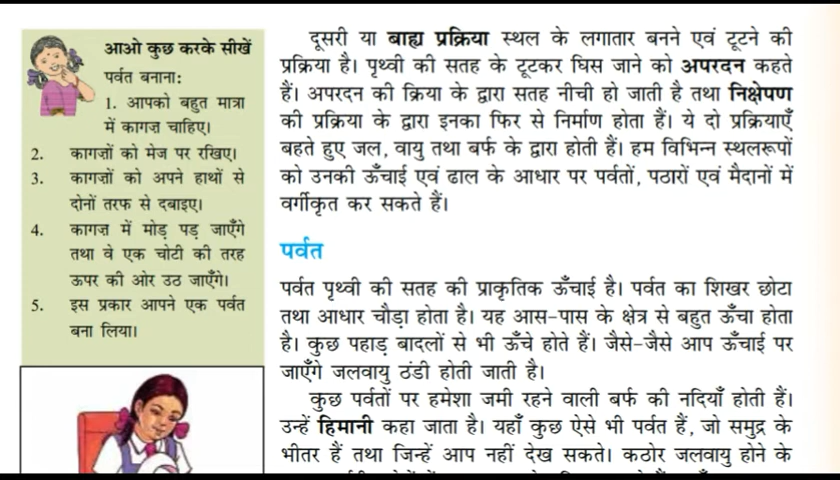 आओ कुछ करके सीखें
पर्वत बनाना:
1. आपको बहुत मात्रा
में कागज़ चाहिए।
2. कागज़ों को मेज पर रखिए।
3. कागज़ों को अपने हाथों से
दोनों तरफ से दबाइए।
4. कागज़ में मोड़ पड़ जाएँगे
तथा वे एक चोटी की तरह
ऊपर की ओर उठ जाएँगे।
5. इस प्रकार आपने एक पर्वत
बना लिया।
दूसरी या बाह्य प्रक्रिया स्थल के लगातार बनने एवं टूटने की
प्रक्रिया है। पृथ्वी की सतह के टूटकर घिस जाने को अपरदन कहते
हैं। अपरदन की क्रिया के द्वारा सतह नीची हो जाती है तथा निक्षेपण
की प्रक्रिया के द्वारा इनका फिर से निर्माण होता हैं। ये दो प्रक्रियाएँ
बहते हुए जल, वायु तथा बर्फ के द्वारा होती हैं। हम विभिन्न स्थलरूपों
को उनकी ऊँचाई एवं ढाल के आधार पर पर्वतों, पठारों एवं मैदानों में
वर्गीकृत कर सकते हैं।
पर्वत
पर्वत पृथ्वी की सतह की प्राकृतिक ऊँचाई है। पर्वत का शिखर छोटा
तथा आधार चौड़ा होता है। यह आस-पास के क्षेत्र से बहुत ऊँचा होता
है। कुछ पहाड़ बादलों से भी ऊँचे होते हैं। जैसे-जैसे आप ऊँचाई पर
जाएँगे जलवायु ठंडी होती जाती है।
कुछ पर्वतों पर हमेशा जमी रहने वाली बर्फ की नदियाँ होती हैं।
उन्हें हिमानी कहा जाता है। यहाँ कुछ ऐसे भी पर्वत हैं, जो समुद्र के
भीतर हैं तथा जिन्हें आप नहीं देख सकते। कठोर जलवायु होने के